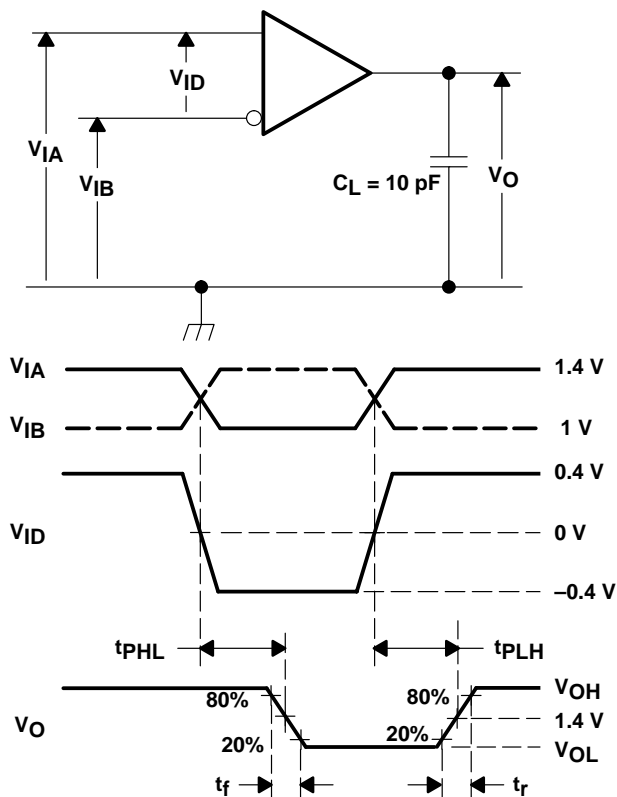 VID
VIA
VIB
CL = 10 pF
VO
VIA
1.4 V
VIB
1 V
0.4 V
VID
0 V
–0.4 V
tPHL
tPLH
VOH
80%
80%
VO
1.4 V
20%
20%
VOL
tf
tr